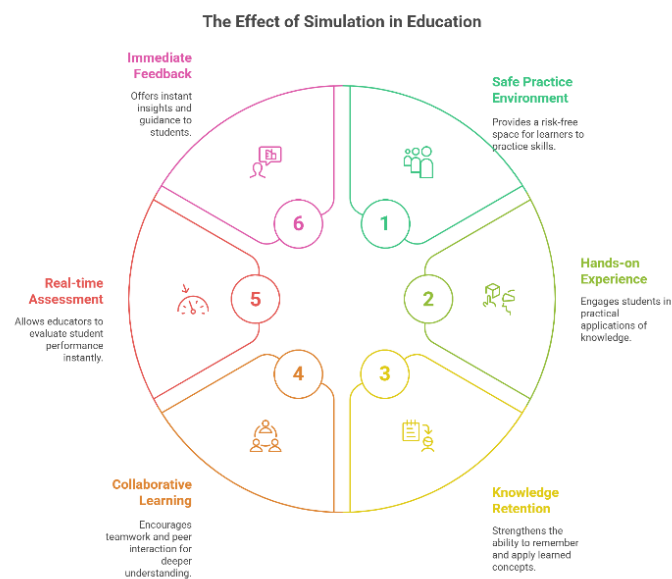 The Effect of Simulation in Education
Immediate
Feedback
Offers instant
insights and
guidance to
students.
Safe Practice
Environment
Provides a risk-free
space for learners to
practice skills.
6
1
Real-time
Assessment
Allows educators to
evaluate student
performance
instantly.
5
2
Hands-on
Experience
Engages students in
practical
applications of
knowledge.
4
3
Collaborative
Learning
Encourages
teamwork and peer
interaction for
deeper
understanding.
Knowledge
Retention
Strengthens the
ability to remember
and apply learned
concepts.